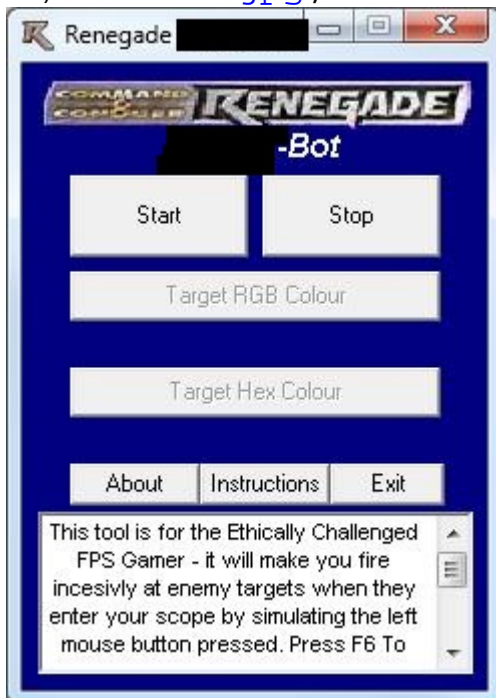 Renegade
COMMAND & CONQUER RENEGADE
-Bot
Start Stop
Target RGB Colour
Target Hex Colour
About Instructions Exit
This tool is for the Ethically Challenged
FPS Gamer - it will make you fire
incesivly at enemy targets when they
enter your scope by simulating the left
mouse button pressed. Press F6 To